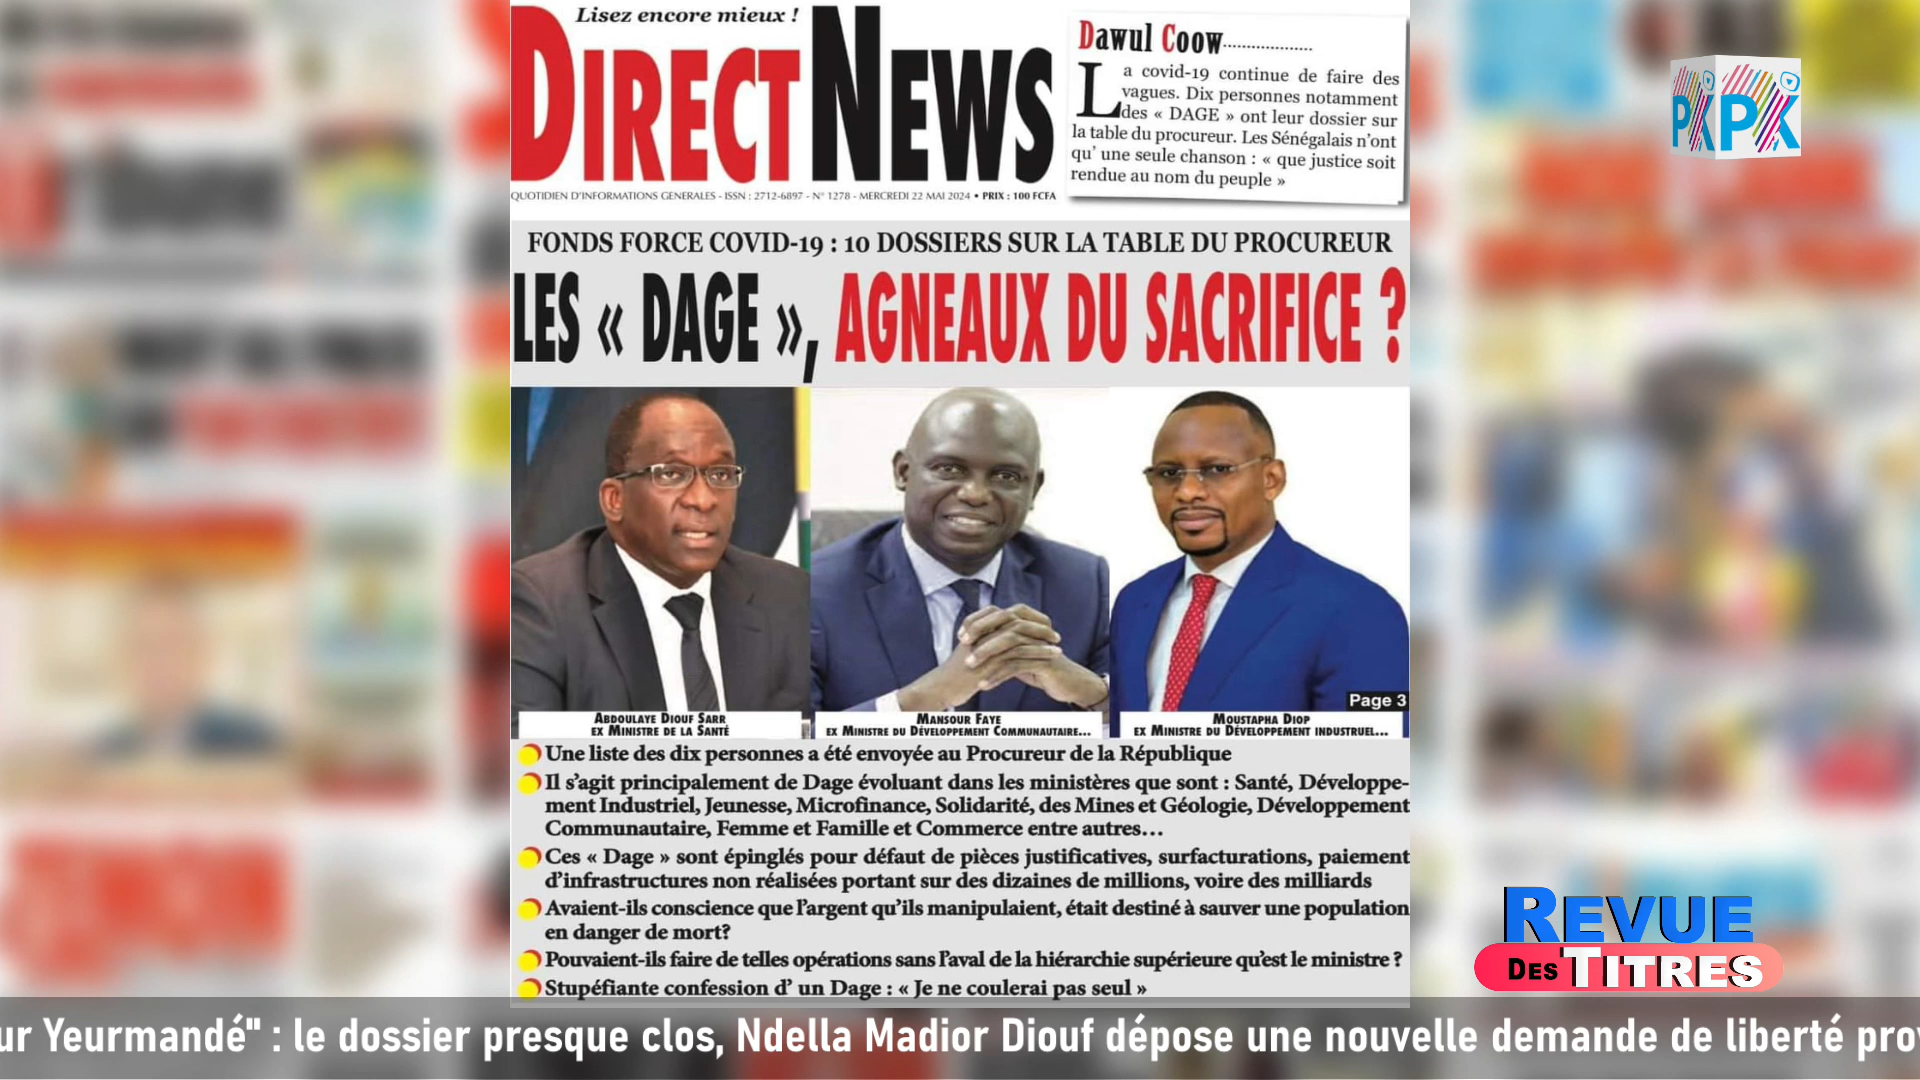 Lisez encore mieux !
DIRECT NEWS
QUOTIDIEN D'INFORMATIONS GENERALES - ISSN : 2712-6897 - N° 1278 - MERCREDI 22 MAI 2024 • PRIX : 100 FCFA
Dawul Coow..................
La covid-19 continue de faire des
vagues. Dix personnes notamment
des « DAGE » ont leur dossier sur
la table du procureur. Les Sénégalais n'ont
qu' une seule chanson : « que justice soit
rendue au nom du peuple »
PK PK
FONDS FORCE COVID-19 : 10 DOSSIERS SUR LA TABLE DU PROCUREUR
LES « DAGE », AGNEAUX DU SACRIFICE ?
Page 3
ABDOULAYE DIOUF SARR
EX MINISTRE DE LA SANTÉ
MANSOUR FAYE
EX MINISTRE DU DÉVELOPPEMENT COMMUNAUTAIRE...
MOUSTAPHA DIOP
EX MINISTRE DU DÉVELOPPEMENT INDUSTRUEL...
Une liste des dix personnes a été envoyée au Procureur de la République
Il s'agit principalement de Dage évoluant dans les ministères que sont : Santé, Développe-
ment Industriel, Jeunesse, Microfinance, Solidarité, des Mines et Géologie, Développement
Communautaire, Femme et Famille et Commerce entre autres…
Ces « Dage » sont épinglés pour défaut de pièces justificatives, surfacturations, paiement
d'infrastructures non réalisées portant sur des dizaines de millions, voire des milliards
Avaient-ils conscience que l'argent qu'ils manipulaient, était destiné à sauver une population
en danger de mort?
Pouvaient-ils faire de telles opérations sans l'aval de la hiérarchie supérieure qu'est le ministre ?
Stupéfiante confession d' un Dage : « Je ne coulerai pas seul »
REVUE
DES TITRES
ur Yeurmandé" : le dossier presque clos, Ndella Madior Diouf dépose une nouvelle demande de liberté pro